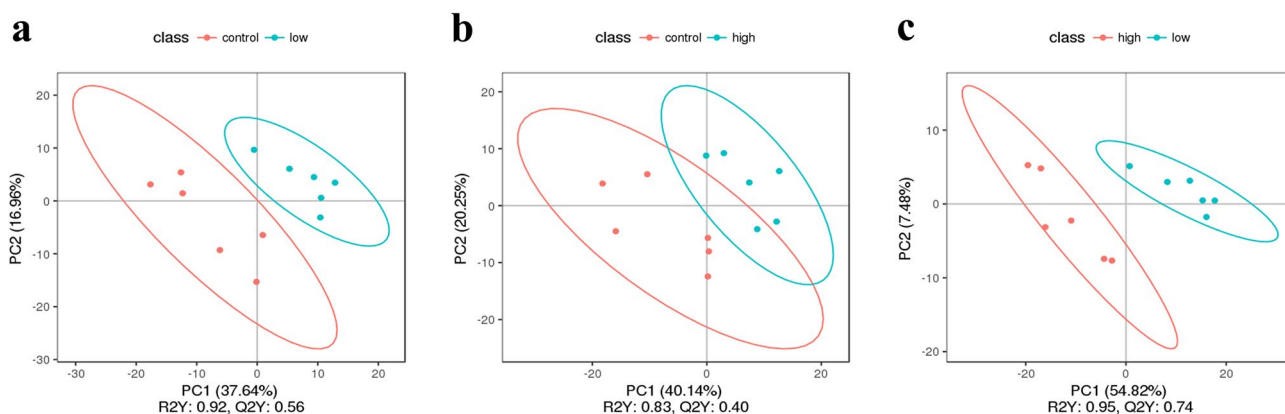 a
class control low
20
10
0
-10
-20
-30
PC2 (16.96%)
-30 -20 -10 0 10 20
PC1 (37.64%)
R2Y: 0.92, Q2Y: 0.56
b
class control high
20
10
0
-10
-20
PC2 (20.25%)
-20 0 20
PC1 (40.14%)
R2Y: 0.83, Q2Y: 0.40
c
class high low
10
0
-10
-20
PC2 (7.48%)
-20 0 20
PC1 (54.82%)
R2Y: 0.95, Q2Y: 0.74